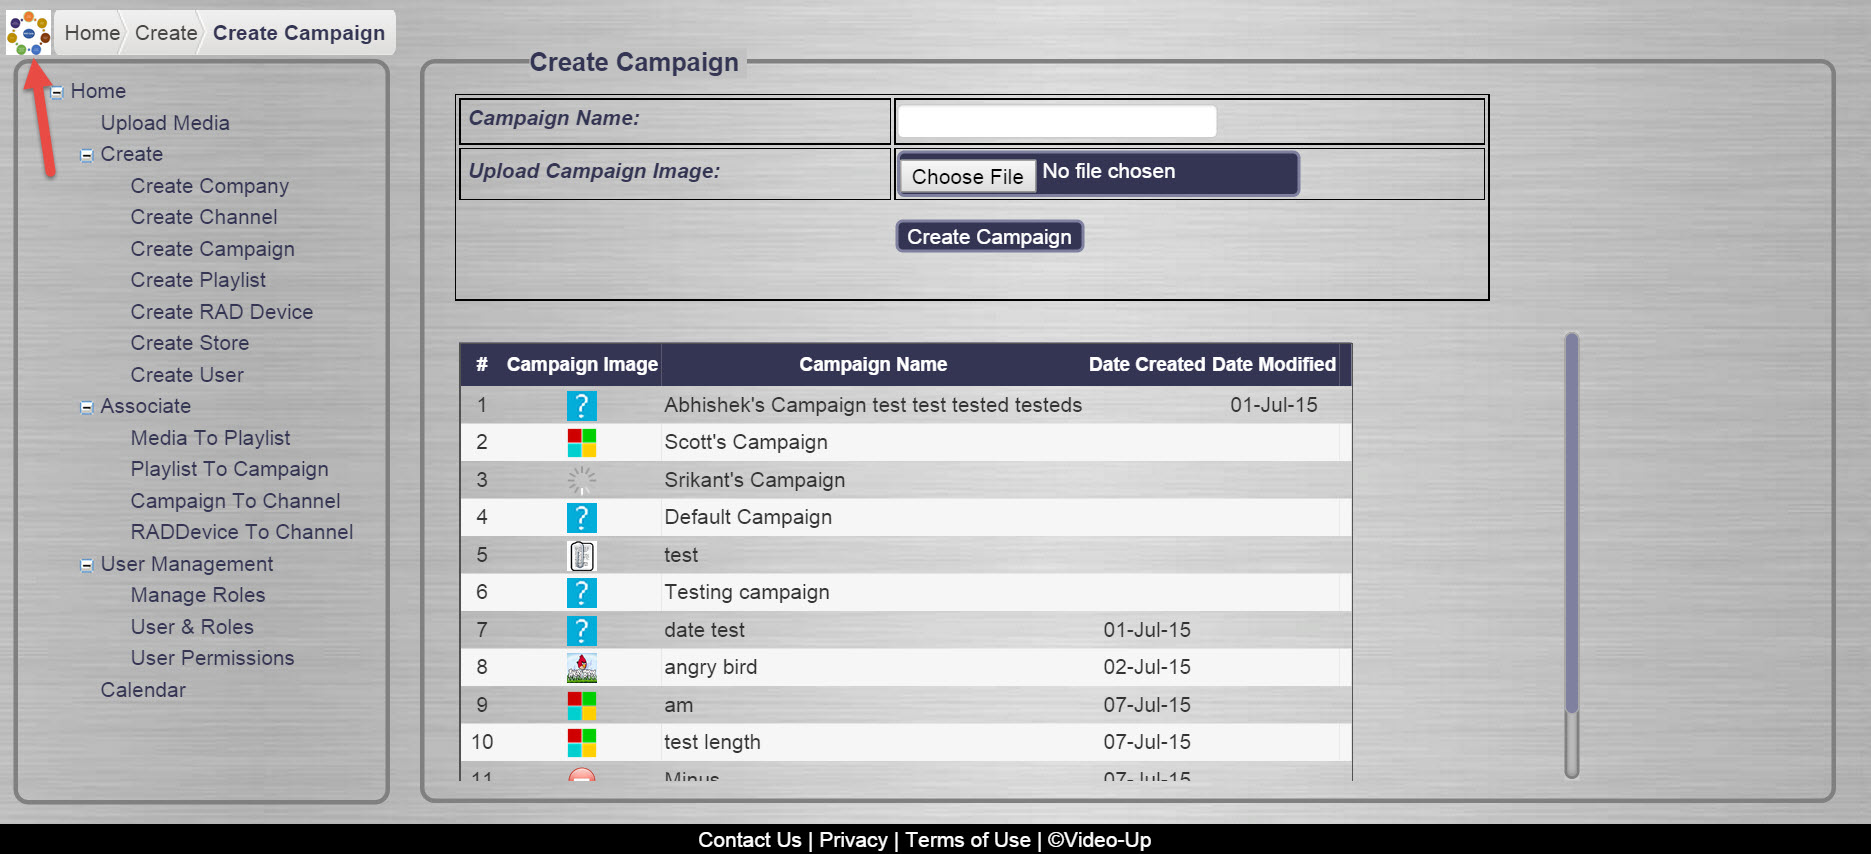 Home Create Create Campaign
Home
Upload Media
Create
Create Company
Create Channel
Create Campaign
Create Playlist
Create RAD Device
Create Store
Create User
Associate
Media To Playlist
Playlist To Campaign
Campaign To Channel
RADDevice To Channel
User Management
Manage Roles
User & Roles
User Permissions
Calendar
Create Campaign
Campaign Name:
Upload Campaign Image: Choose File No file chosen
Create Campaign
# Campaign Image Campaign Name Date Created Date Modified
1 Abhishek's Campaign test test tested testeds 01-Jul-15
2 Scott's Campaign
3 Srikant's Campaign
4 Default Campaign
5 test
6 Testing campaign
7 date test 01-Jul-15
8 angry bird 02-Jul-15
9 am 07-Jul-15
10 test length 07-Jul-15
11 Minus 07-Jul-15
Contact Us | Privacy | Terms of Use | ©Video-Up